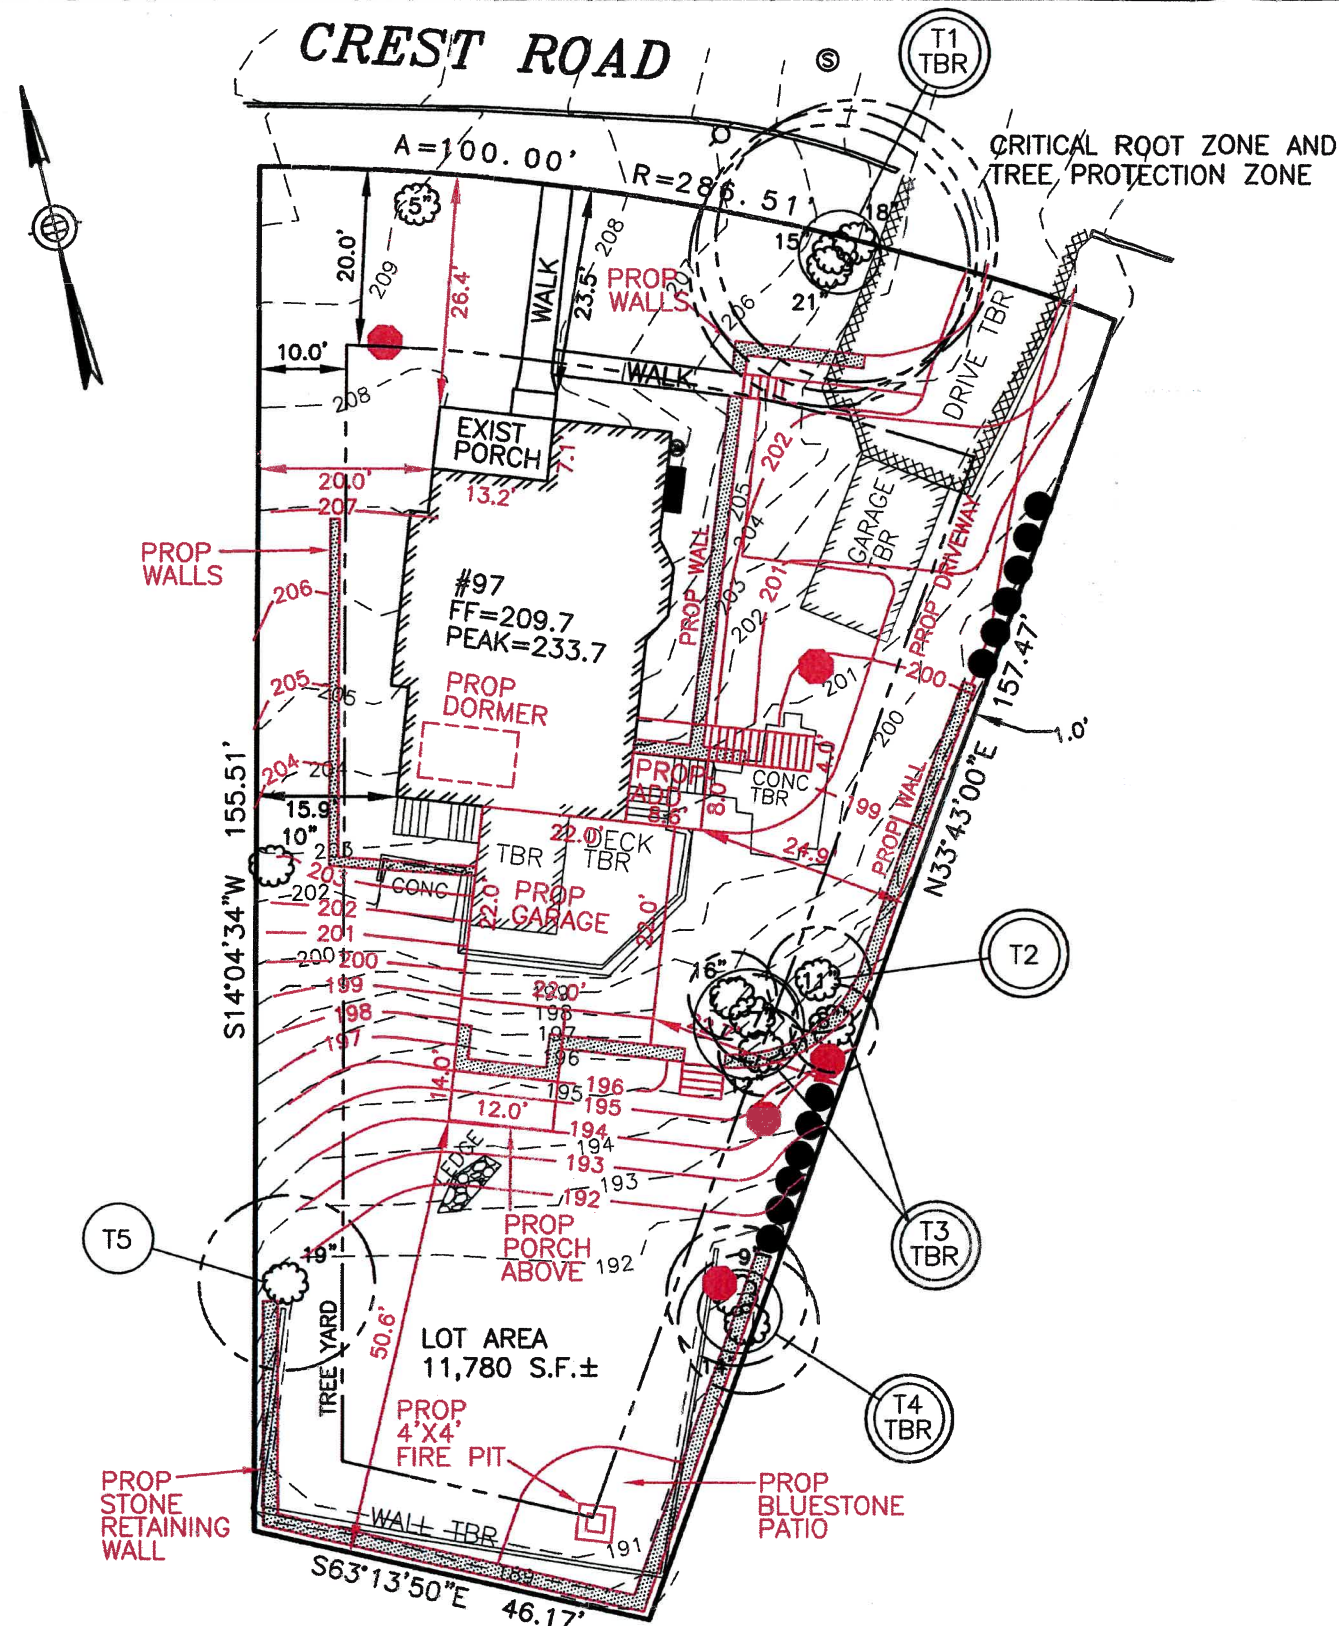 CREST ROAD
T1
TBR
S
CRITICAL ROOT ZONE AND
TREE PROTECTION ZONE
A=100.00'
R=286.51'
5"
18"
15"
21"
20.0'
209
26.4'
WALK
23.5'
208
PROP
WALLS
206
DRIVE TBR
10.0'
WALK
208
EXIST
PORCH
7.1
202
20.0'
13.2'
207
205
204
GARAGE
TBR
PROP
WALLS
PROP WALL
PROP DRIVEWAY
#97
FF=209.7
PEAK=233.7
206
203
201
202
157.47'
205
205
PROP
DORMER
201
200
200
1.0'
204
204
PROP
ADD
8.0'
8.6'
CONC
TBR
4.0'
199
PROP WALL
N33°43'00"E
S14°04'34"W 155.51'
15.9'
10"
22.0'
DECK
TBR
TBR
24.9'
203
202
CONC
22.0'
PROP
GARAGE
22.0'
202
201
200
200
199
198
197
16"
11"
T2
22.0'
198
197
196
7"
8"
14.0'
195
196
195
12.0'
194
194
193
193
192
EDGE
PROP
PORCH
ABOVE
192
T5
19"
9"
T3
TBR
TREE YARD
50.6'
LOT AREA
11,780 S.F.±
14"
T4
TBR
PROP
4'X4'
FIRE PIT
PROP
STONE
RETAINING
WALL
PROP
BLUESTONE
PATIO
WALL TBR
191
189
S63°13'50"E
46.17'